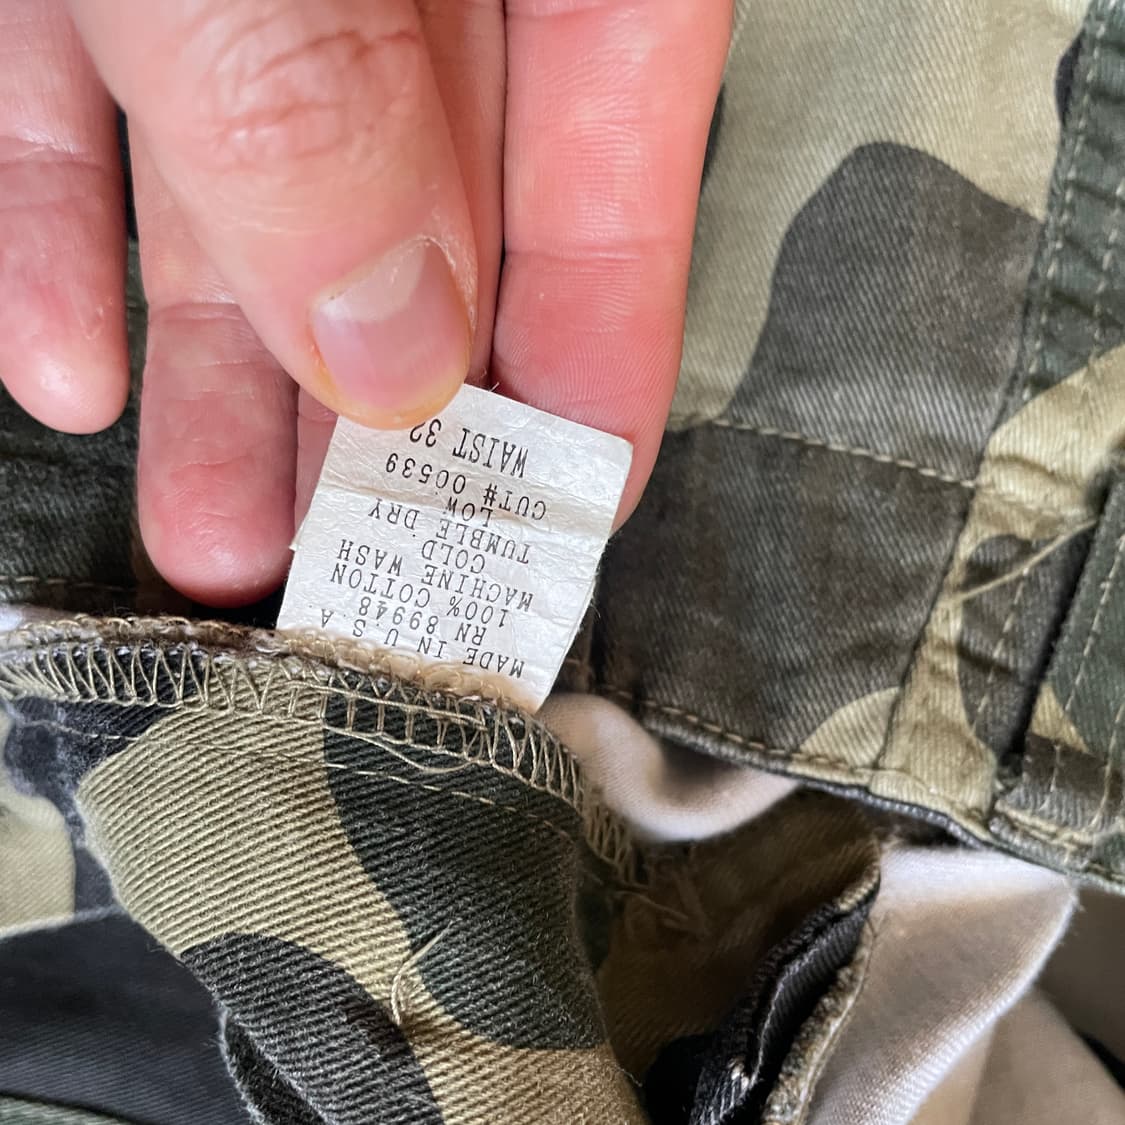 MADE IN U S A
RN 89948
100% COTTON
MACHINE WASH
COLD
TUMBLE DRY
LOW
CUT# 00539
WAIST 32